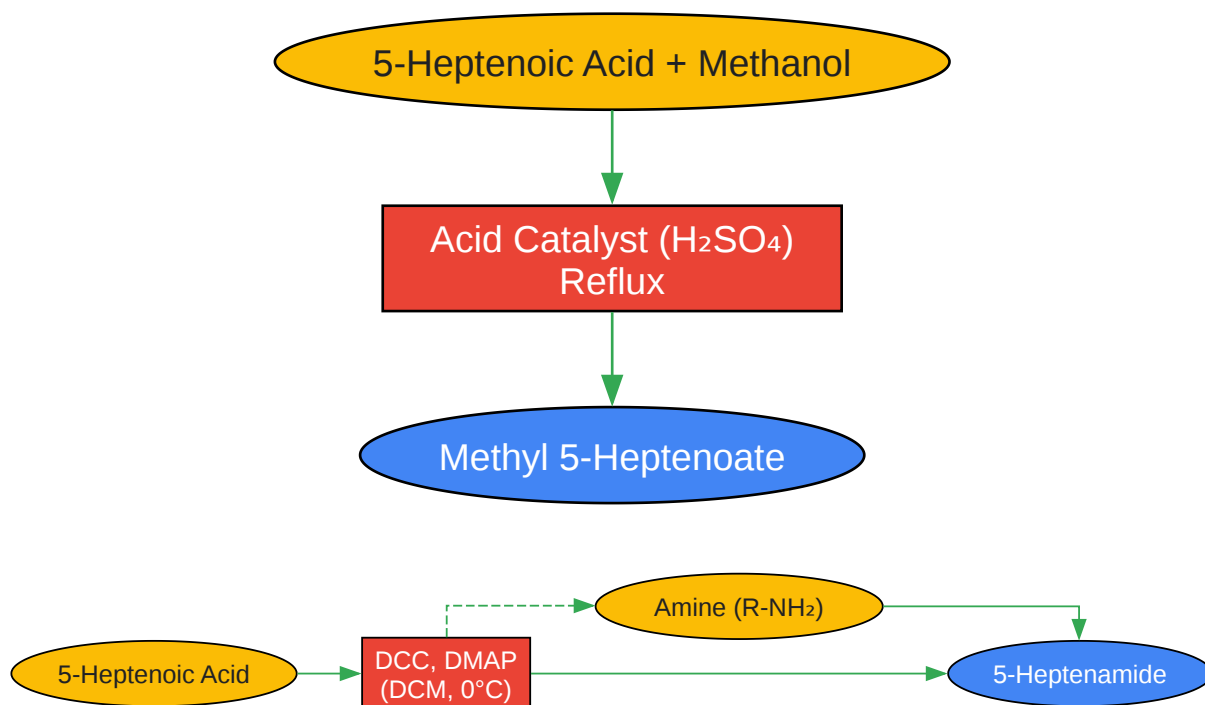 5-Heptenoic Acid + Methanol
Acid Catalyst (H₂SO₄)
Reflux
Methyl 5-Heptenoate
Amine (R-NH₂)
5-Heptenoic Acid
DCC, DMAP
(DCM, 0°C)
5-Heptenamide